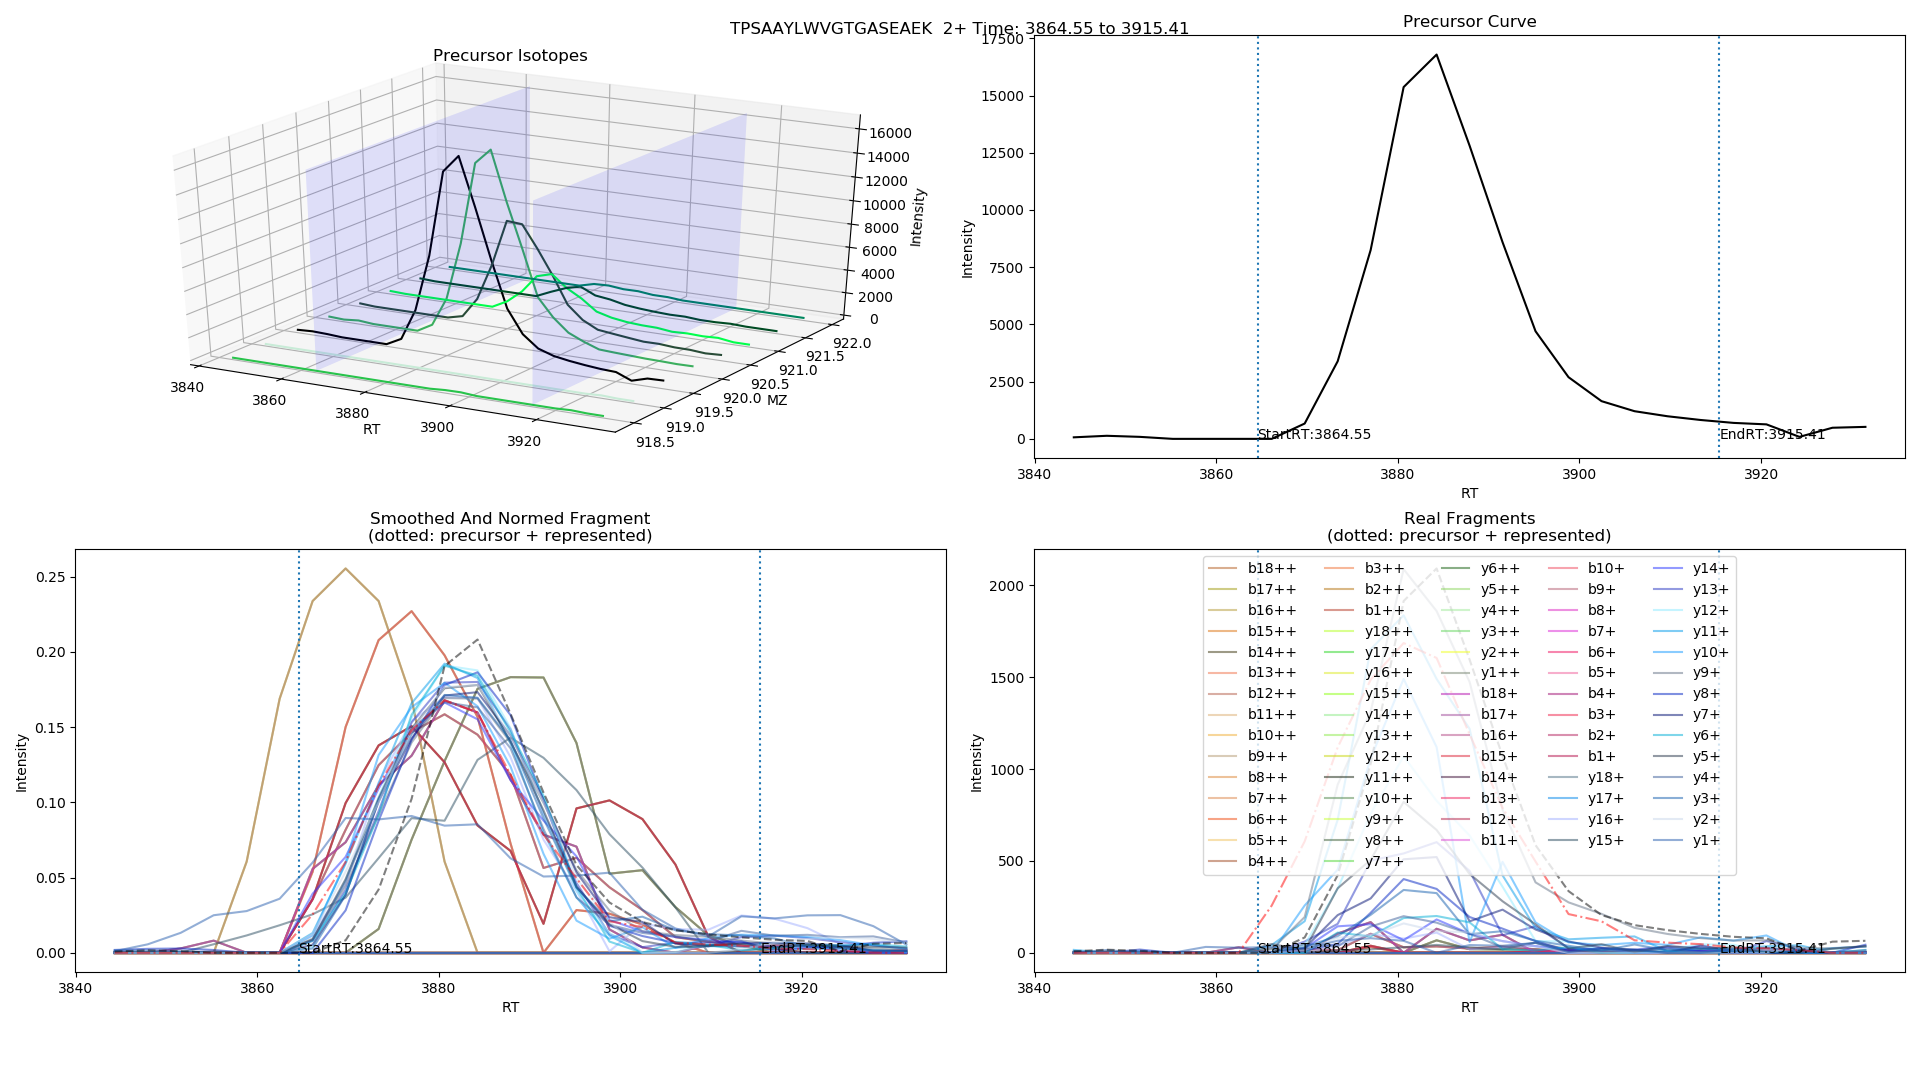 TPSAAYLWVGTGASEAEK  2+ Time: 3864.55 to 3915.41
Precursor Isotopes
16000
14000
12000
10000
8000
6000
4000
2000
0
Intensity
3840
3860
3880
3900
3920
RT
918.5
919.0
919.5
920.0
920.5
921.0
921.5
922.0
MZ
Precursor Curve
17500
15000
12500
10000
7500
5000
2500
0
Intensity
StartRT:3864.55
EndRT:3915.41
3840 3860 3880 3900 3920
RT
Smoothed And Normed Fragment
(dotted: precursor + represented)
0.25
0.20
0.15
0.10
0.05
0.00
Intensity
StartRT:3864.55
EndRT:3915.41
3840 3860 3880 3900 3920
RT
Real Fragments
(dotted: precursor + represented)
2000
1500
1000
500
0
Intensity
b18++ b3++ y6++ b10+ y14+
b17++ b2++ y5++ b9+ y13+
b16++ b1++ y4++ b8+ y12+
b15++ y18++ y3++ b7+ y11+
b14++ y17++ y2++ b6+ y10+
b13++ y16++ y1++ b5+ y9+
b12++ y15++ b18+ b4+ y8+
b11++ y14++ b17+ b3+ y7+
b10++ y13++ b16+ b2+ y6+
b9++ y12++ b15+ b1+ y5+
b8++ y11++ b14+ y18+ y4+
b7++ y10++ b13+ y17+ y3+
b6++ y9++ b12+ y16+ y2+
b5++ y8++ b11+ y15+ y1+
b4++ y7++
StartRT:3864.55
EndRT:3915.41
3840 3860 3880 3900 3920
RT